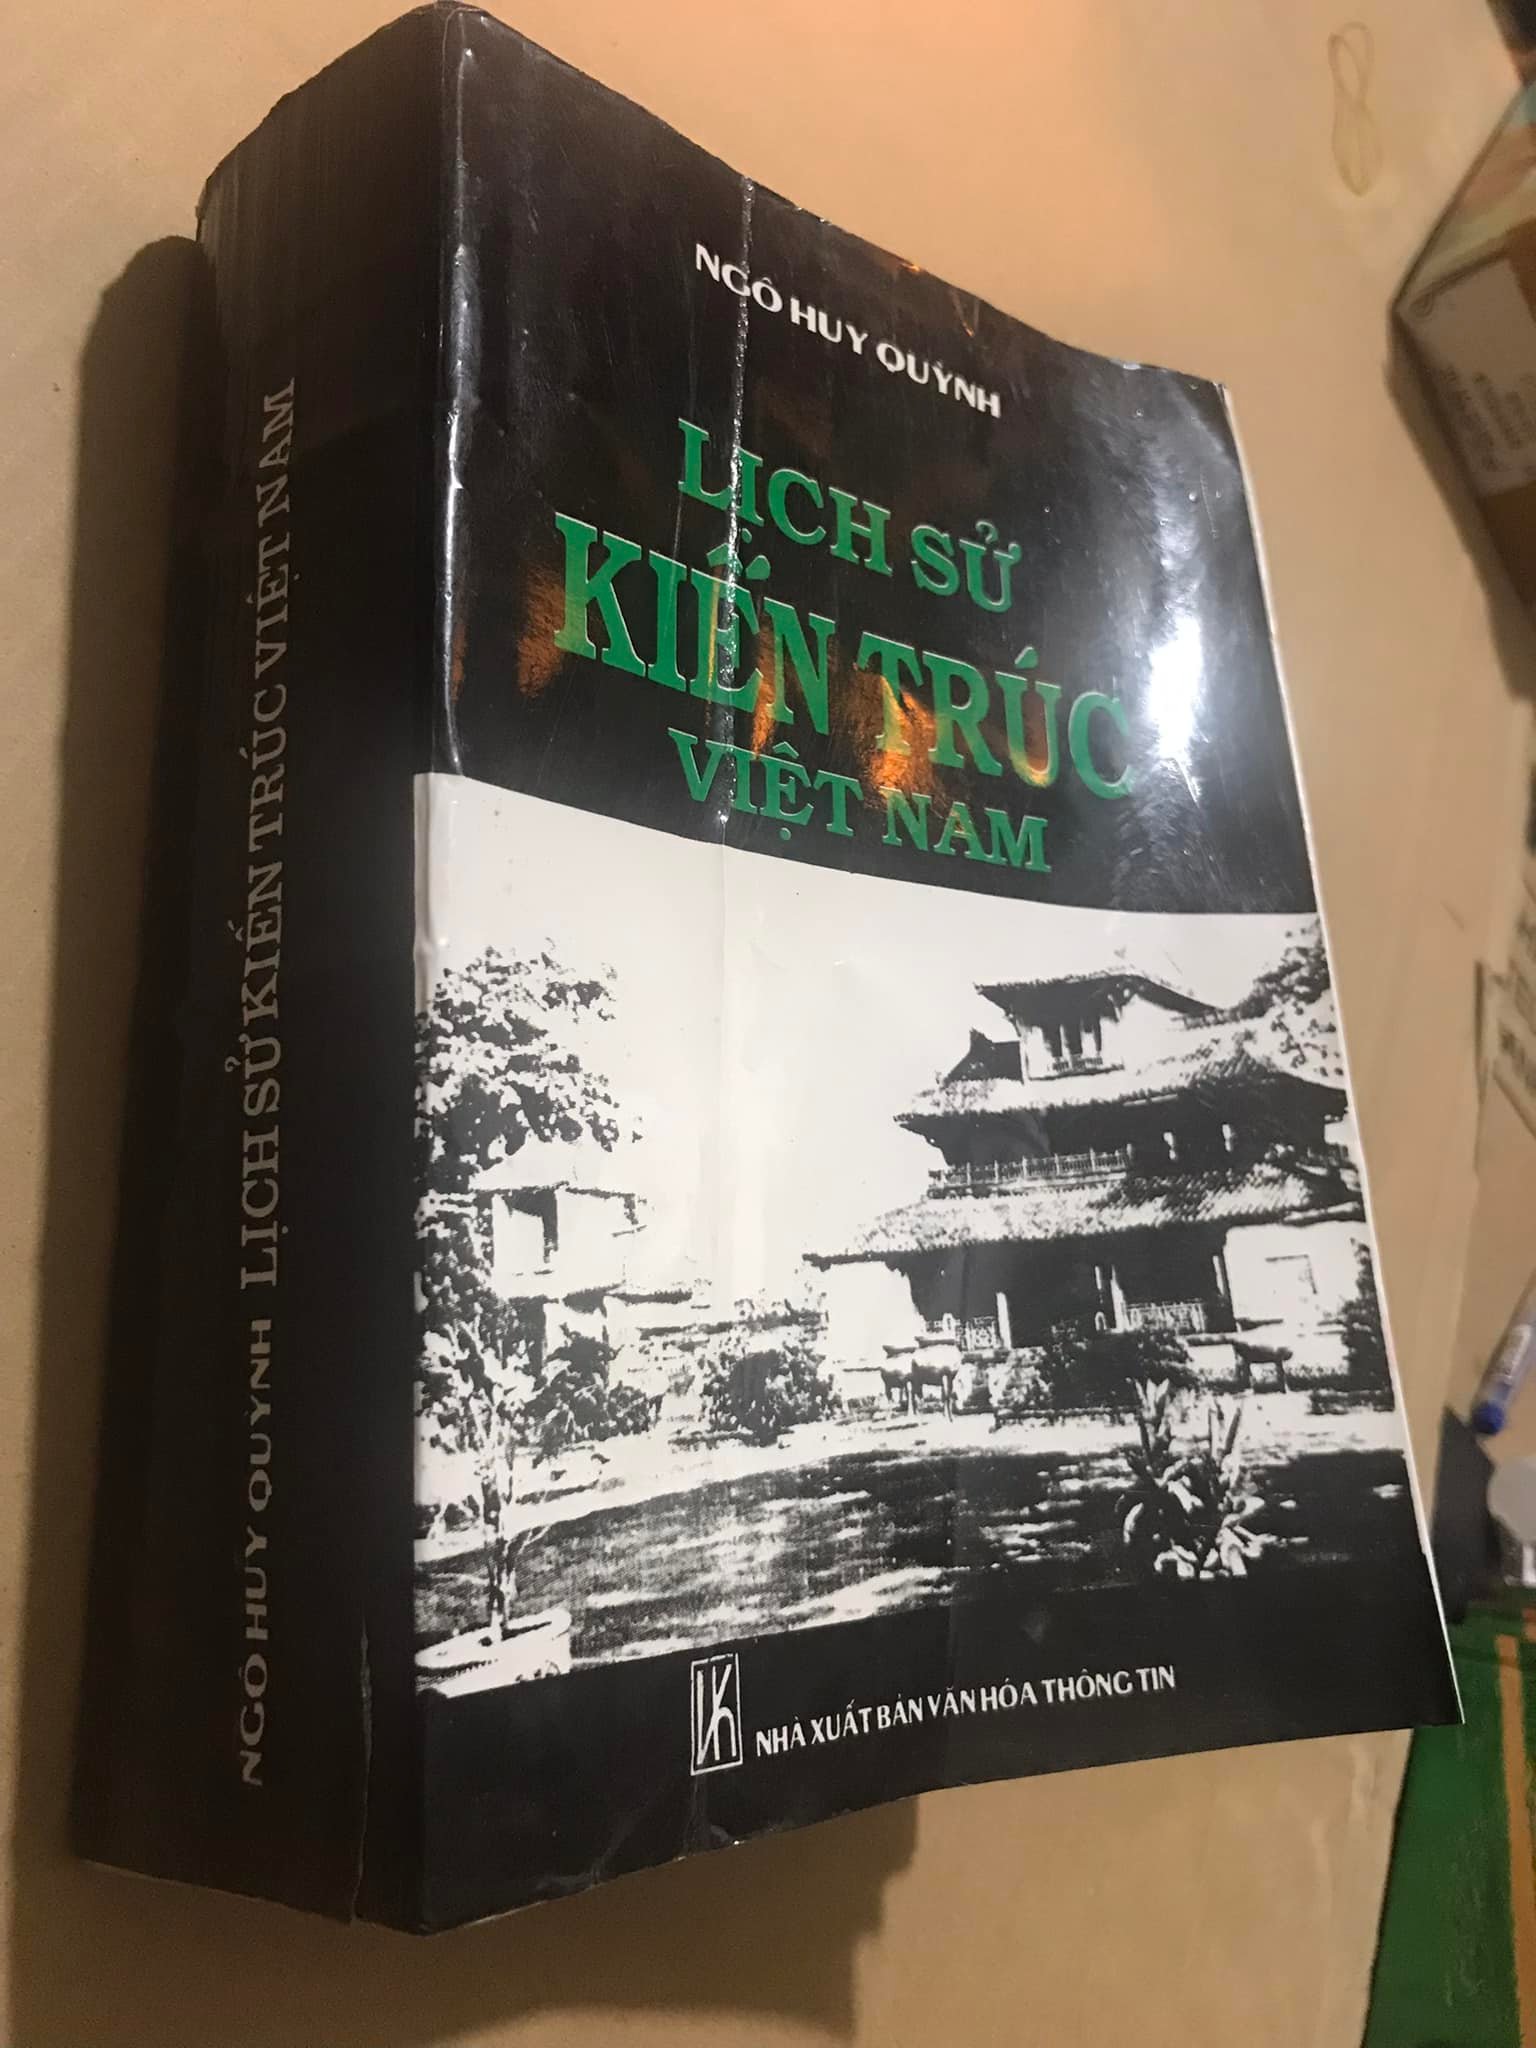 NGÔ HUY QUỲNH
LỊCH SỬ
KIẾN TRÚC
VIỆT NAM
NHÀ XUẤT BẢN VĂN HÓA THÔNG TIN
NGÔ HUY QUỲNH LỊCH SỬ KIẾN TRÚC VIỆT NAM